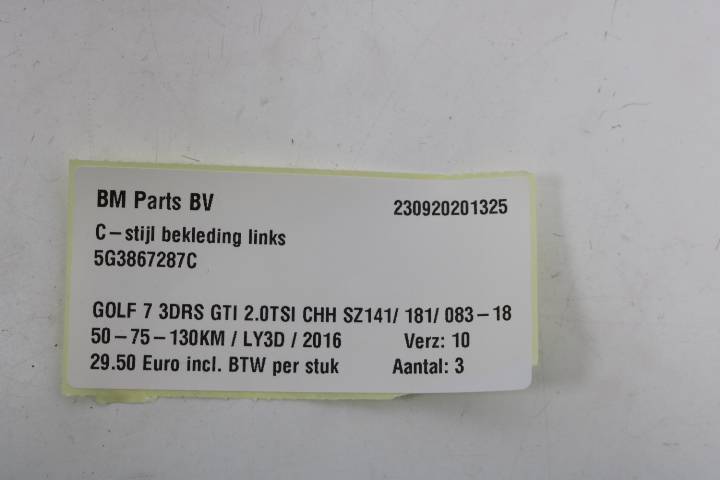 BM Parts BV 230920201325
C-stijl bekleding links
5G3867287C
GOLF 7 3DRS GTI 2.0TSI CHH SZ141/ 181/ 083-18
50-75-130KM / LY3D / 2016 Verz: 10
29.50 Euro incl. BTW per stuk Aantal: 3